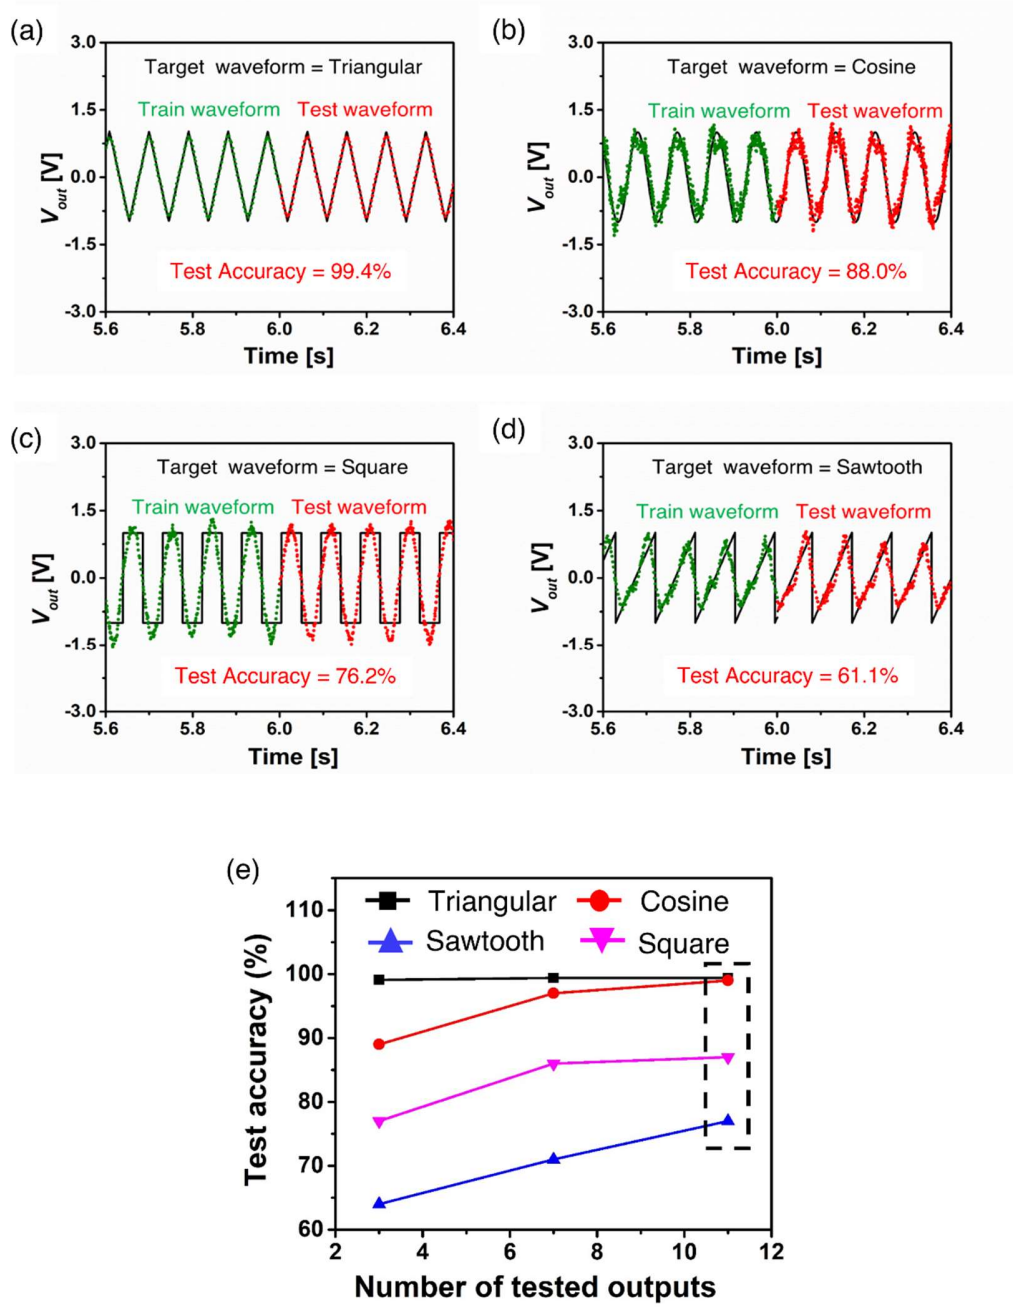 (a)
3.0
Target waveform = Triangular
Train waveform Test waveform
1.5
0.0
-1.5
-3.0
Vout [V]
Test Accuracy = 99.4%
5.6 5.8 6.0 6.2 6.4
Time [s]
(b)
3.0
Target waveform = Cosine
Train waveform Test waveform
1.5
0.0
-1.5
-3.0
Vout [V]
Test Accuracy = 88.0%
5.6 5.8 6.0 6.2 6.4
Time [s]
(c)
3.0
Target waveform = Square
Train waveform Test waveform
1.5
0.0
-1.5
-3.0
Vout [V]
Test Accuracy = 76.2%
5.6 5.8 6.0 6.2 6.4
Time [s]
(d)
3.0
Target waveform = Sawtooth
Train waveform Test waveform
1.5
0.0
-1.5
-3.0
Vout [V]
Test Accuracy = 61.1%
5.6 5.8 6.0 6.2 6.4
Time [s]
(e)
Triangular Cosine
Sawtooth Square
110
100
90
80
70
60
Test accuracy (%)
2 4 6 8 10 12
Number of tested outputs